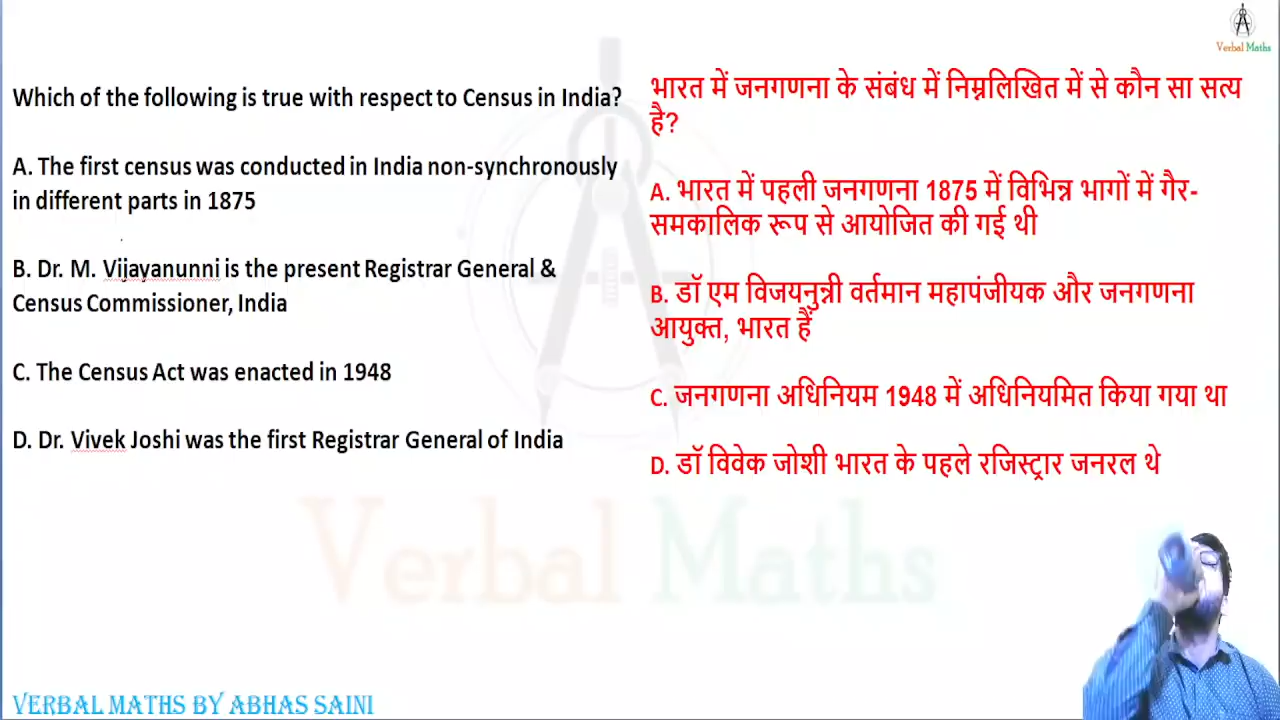 Verbal Maths
Which of the following is true with respect to Census in India?
A. The first census was conducted in India non-synchronously
in different parts in 1875
B. Dr. M. Vijayanunni is the present Registrar General &
Census Commissioner, India
C. The Census Act was enacted in 1948
D. Dr. Vivek Joshi was the first Registrar General of India
भारत में जनगणना के संबंध में निम्नलिखित में से कौन सा सत्य
है?
A. भारत में पहली जनगणना 1875 में विभिन्न भागों में गैर-
समकालिक रूप से आयोजित की गई थी
B. डॉ एम विजयनुन्नी वर्तमान महापंजीयक और जनगणना
आयुक्त, भारत हैं
C. जनगणना अधिनियम 1948 में अधिनियमित किया गया था
D. डॉ विवेक जोशी भारत के पहले रजिस्ट्रार जनरल थे
Verbal Maths
VERBAL MATHS BY ABHAS SAINI